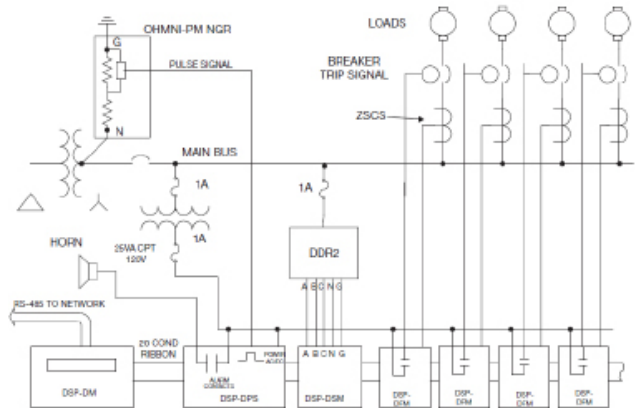 OHMNI-PM NGR
G
PULSE SIGNAL
N
LOADS
BREAKER
TRIP SIGNAL
ZSCS
MAIN BUS
1A
1A
1A
25VA CPT
120V
HORN
DDR2
A B C N G
RS-485 TO NETWORK
20 COND
RIBBON
A B C N G
ALARM
CONTACTS
POWER
DSP-DM
DSP-DPS
DSP-DSM
DSP-
DFM
DSP-
DFM
DSP-
DFM
DSP-
DFM